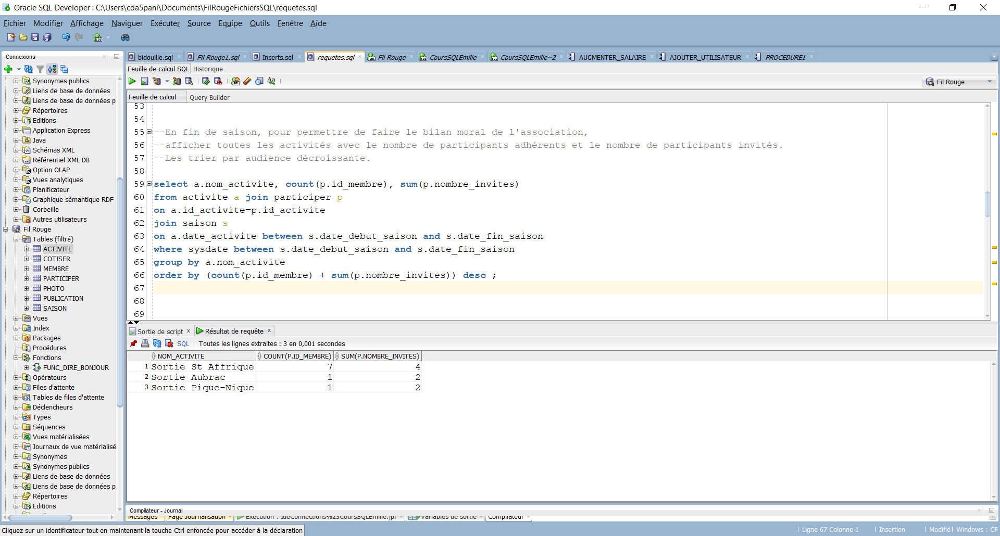 Oracle SQL Developer : C:\Users\cda5pani\Documents\FilRougeFichiersSQL\requetes.sql
Fichier Modifier Affichage Naviguer Exécuter Source Equipe Outils Fenêtre Aide
Connexions
bidouille.sql Fil Rouge1.sql Inserts.sql requetes.sql Fil Rouge CoursSQLEmilie CoursSQLEmilie~2 AUGMENTER_SALAIRE AJOUTER_UTILISATEUR PROCEDURE1
Feuille de calcul SQL Historique
Fil Rouge
Feuille de calcul Query Builder
Synonymes publics
Liens de base de données
Liens de base de données p
Répertoires
Editions
Application Express
Java
Schémas XML
Référentiel XML DB
Option OLAP
Vues analytiques
Planificateur
Graphique sémantique RDF
Corbeille
Autres utilisateurs
Fil Rouge
Tables (filtré)
ACTIVITE
COTISER
MEMBRE
PARTICIPER
PHOTO
PUBLICATION
SAISON
Vues
Index
Packages
Procédures
Fonctions
FUNC_DIRE_BONJOUR
Opérateurs
Files d'attente
Tables de files d'attente
Déclencheurs
Types
Séquences
Vues matérialisées
Journaux de vue matérialisé
Synonymes
Synonymes publics
Liens de base de données
Liens de base de données p
Répertoires
Editions
53
54
55 --En fin de saison, pour permettre de faire le bilan moral de l'association,
56 --afficher toutes les activités avec le nombre de participants adhérents et le nombre de participants invités.
57 --Les trier par audience décroissante.
58
59 select a.nom_activite, count(p.id_membre), sum(p.nombre_invites)
60 from activite a join participer p
61 on a.id_activite=p.id_activite
62 join saison s
63 on a.date_activite between s.date_debut_saison and s.date_fin_saison
64 where sysdate between s.date_debut_saison and s.date_fin_saison
65 group by a.nom_activite
66 order by (count(p.id_membre) + sum(p.nombre_invites)) desc ;
67
68
69
Sortie de script Résultat de requête
SQL Toutes les lignes extraites : 3 en 0,001 secondes
NOM_ACTIVITE COUNT(P.ID_MEMBRE) SUM(P.NOMBRE_INVITES)
1 Sortie St Affrique 7 4
2 Sortie Aubrac 1 2
3 Sortie Pique-Nique 1 2
Compilateur - Journal
Messages Page Journalisation Exécution : IdeConnections%23CoursSQLEmilie.jpr Variables de sortie Compilateur
Cliquez sur un identificateur tout en maintenant la touche Ctrl enfoncée pour accéder à la déclaration
Ligne 67 Colonne 1 Insertion Modifié Windows : CR